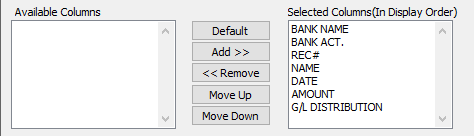 Available Columns
Default
Add >>
<< Remove
Move Up
Move Down
Selected Columns(In Display Order)
BANK NAME
BANK ACT.
REC#
NAME
DATE
AMOUNT
G/L DISTRIBUTION